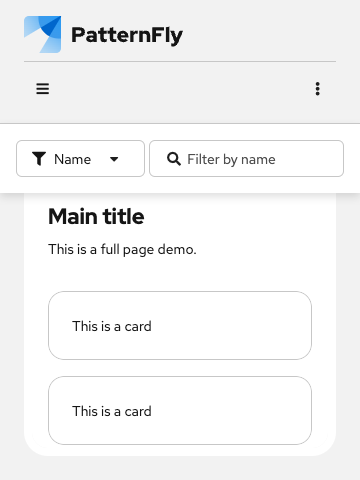 PatternFly
Name
Filter by name
Main title
This is a full page demo.
This is a card
This is a card